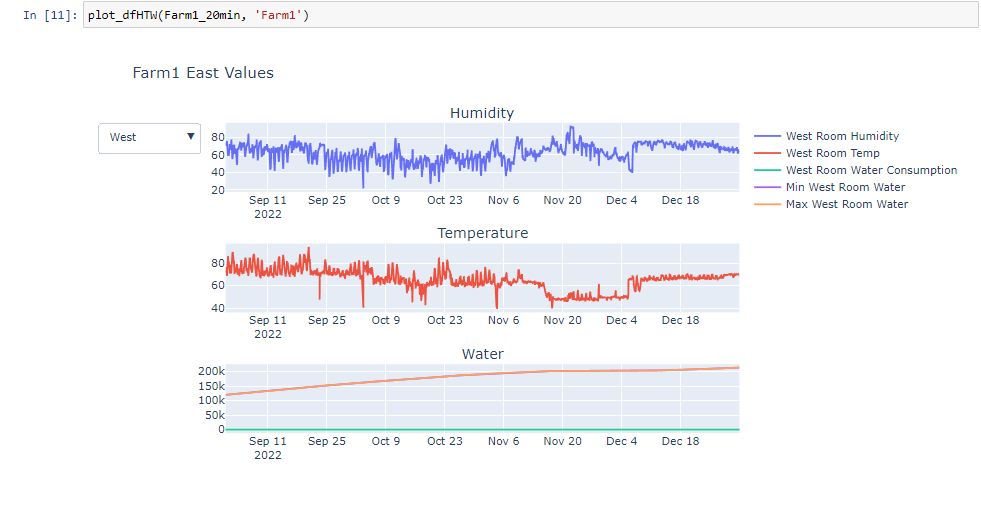 In [11]: plot_dfHTW(Farm1_20min, 'Farm1')
Farm1 East Values
West ▼
Humidity
80
60
40
20
Sep 11 Sep 25 Oct 9 Oct 23 Nov 6 Nov 20 Dec 4 Dec 18
2022
West Room Humidity
West Room Temp
West Room Water Consumption
Min West Room Water
Max West Room Water
Temperature
80
60
40
Sep 11 Sep 25 Oct 9 Oct 23 Nov 6 Nov 20 Dec 4 Dec 18
2022
Water
200k
150k
100k
50k
0
Sep 11 Sep 25 Oct 9 Oct 23 Nov 6 Nov 20 Dec 4 Dec 18
2022